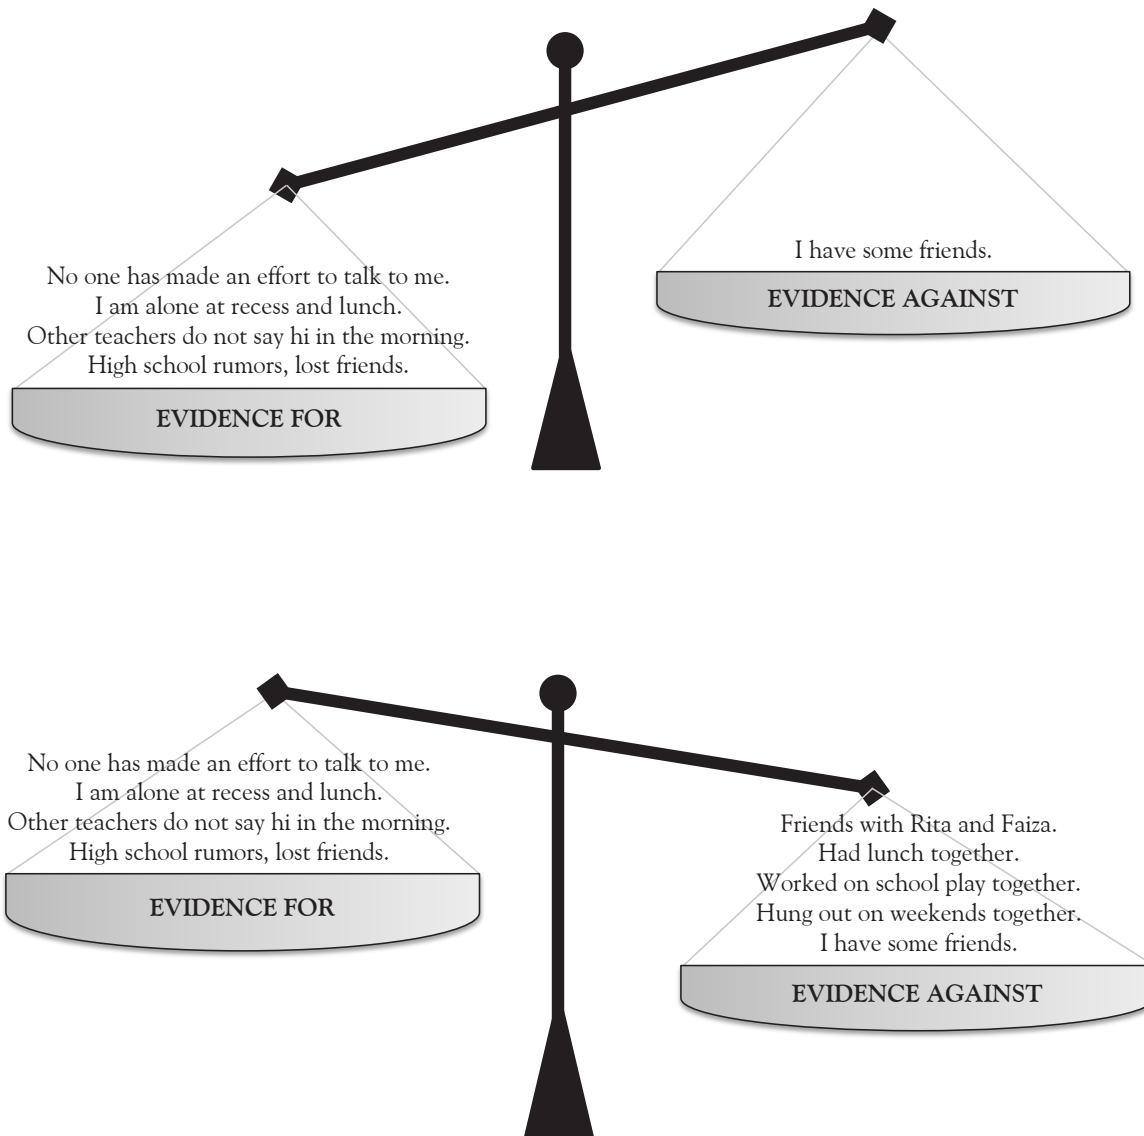 No one has made an effort to talk to me.
I am alone at recess and lunch.
Other teachers do not say hi in the morning.
High school rumors, lost friends.
EVIDENCE FOR
I have some friends.
EVIDENCE AGAINST
No one has made an effort to talk to me.
I am alone at recess and lunch.
Other teachers do not say hi in the morning.
High school rumors, lost friends.
EVIDENCE FOR
Friends with Rita and Faiza.
Had lunch together.
Worked on school play together.
Hung out on weekends together.
I have some friends.
EVIDENCE AGAINST